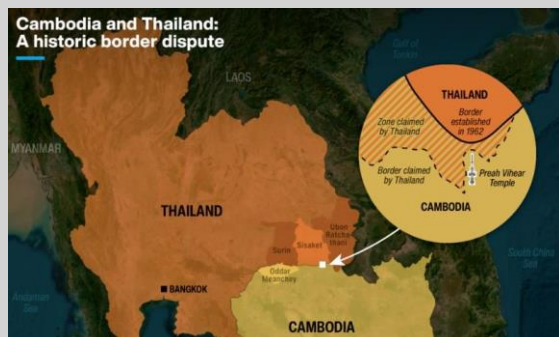 Cambodia and Thailand:
A historic border dispute
Gulf of
Tonkin
LAOS
MYANMAR
THAILAND
Zone claimed
by Thailand
Border
established
in 1962
Border claimed
by Thailand
Preah Vihear
Temple
CAMBODIA
THAILAND
Surin
Sisaket
Ubon
Ratcha
thani
Oddar
Meanchey
BANGKOK
Andaman
Sea
South China
Sea
CAMBODIA